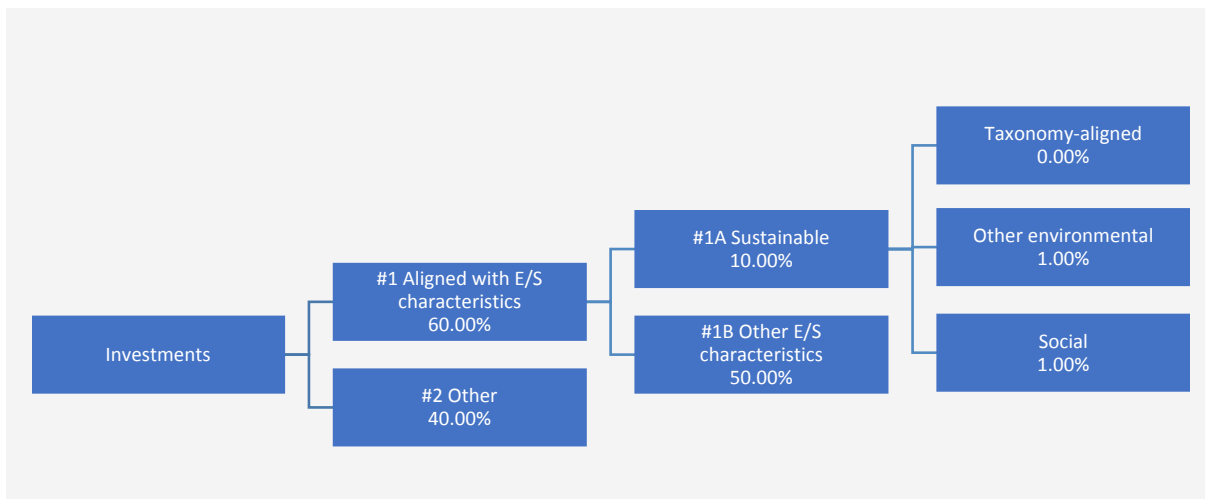 Investments
#1 Aligned with E/S
characteristics
60.00%
#2 Other
40.00%
#1A Sustainable
10.00%
#1B Other E/S
characteristics
50.00%
Taxonomy-aligned
0.00%
Other environmental
1.00%
Social
1.00%